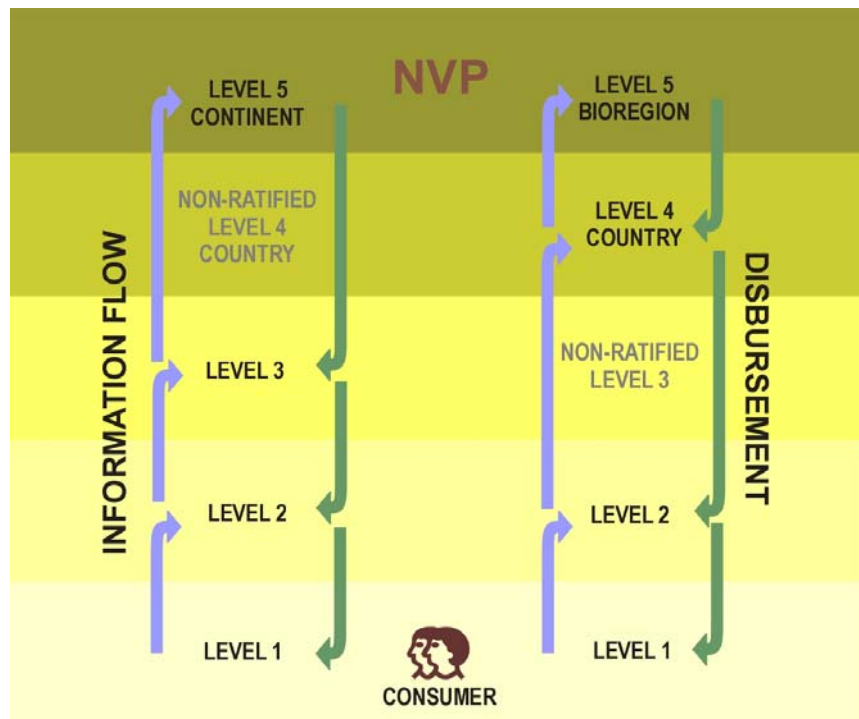 NVP
LEVEL 5
CONTINENT
NON-RATIFIED
LEVEL 4
COUNTRY
LEVEL 3
LEVEL 2
LEVEL 1
INFORMATION FLOW
LEVEL 5
BIOREGION
LEVEL 4
COUNTRY
NON-RATIFIED
LEVEL 3
LEVEL 2
LEVEL 1
DISBURSEMENT
CONSUMER